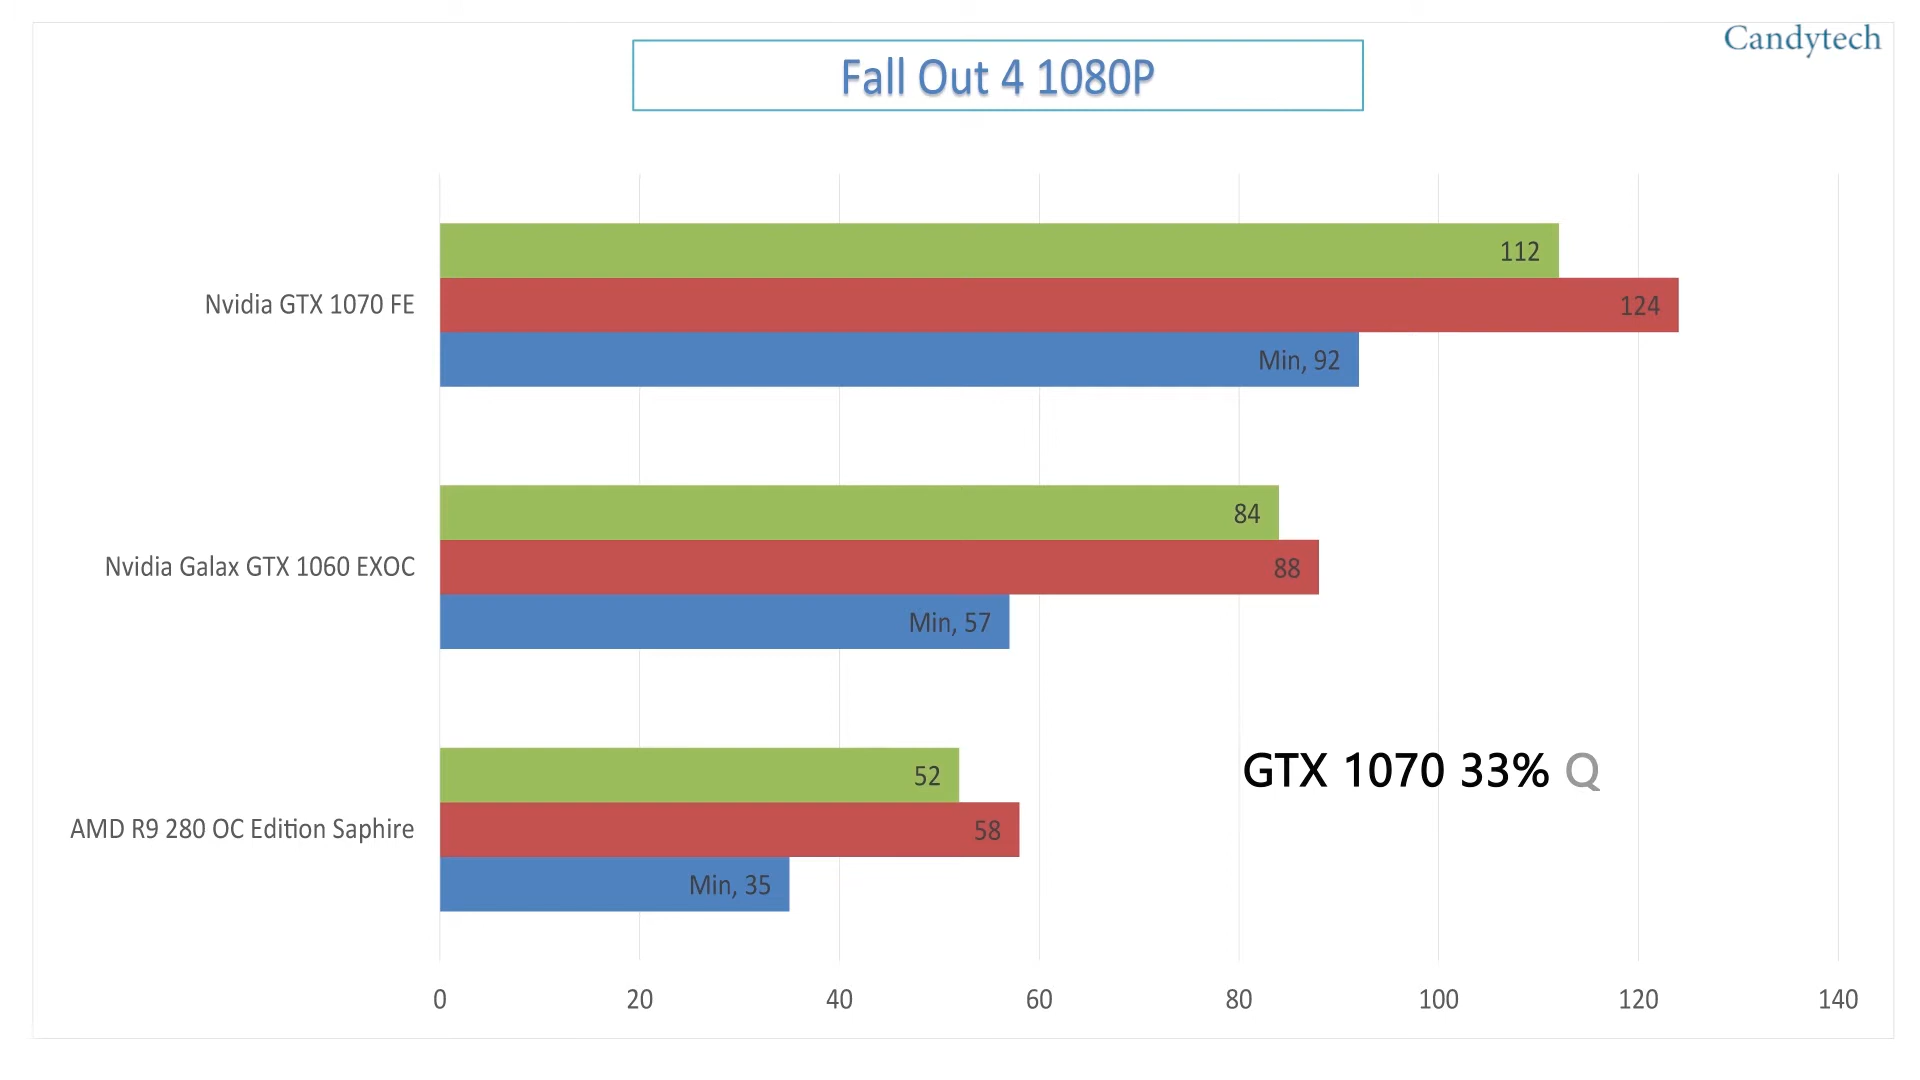 Candytech
Fall Out 4 1080P
112
Nvidia GTX 1070 FE
124
Min, 92
84
Nvidia Galax GTX 1060 EXOC
88
Min, 57
52
GTX 1070 33% Q
AMD R9 280 OC Edition Saphire
58
Min, 35
0 20 40 60 80 100 120 140